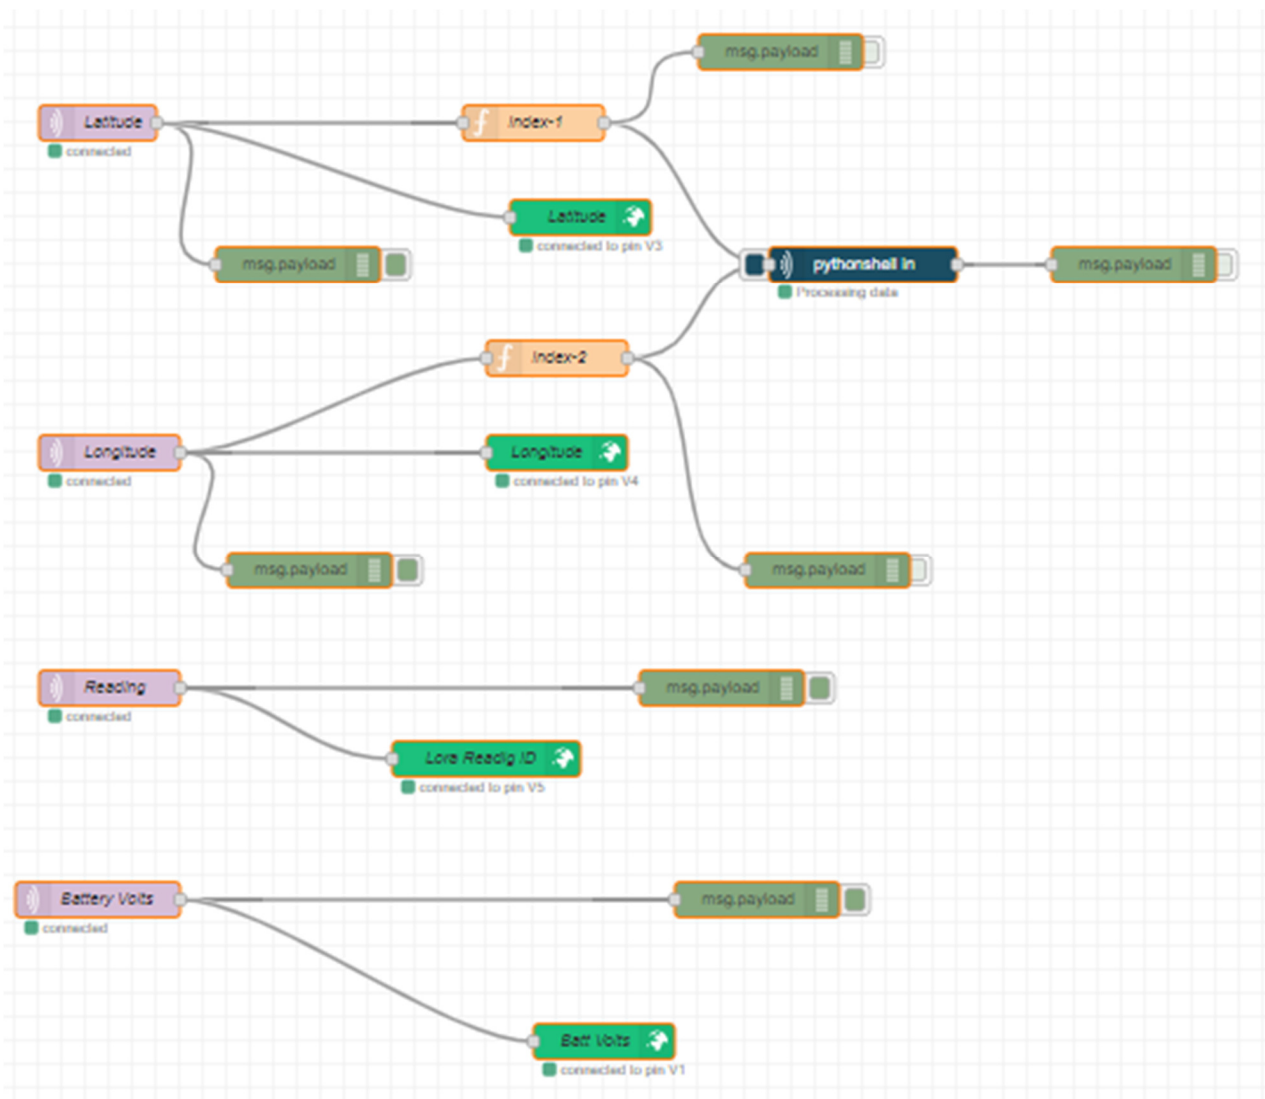 msg.payload
Latitude
connected
Index-1
Latitude
connected to pin V3
msg.payload
pythonshell in
Processing data
msg.payload
Index-2
Longitude
connected
Longitude
connected to pin V4
msg.payload
msg.payload
Reading
connected
msg.payload
Lora Readig ID
connected to pin V5
Battery Volts
connected
msg.payload
Batt Volts
connected to pin V1